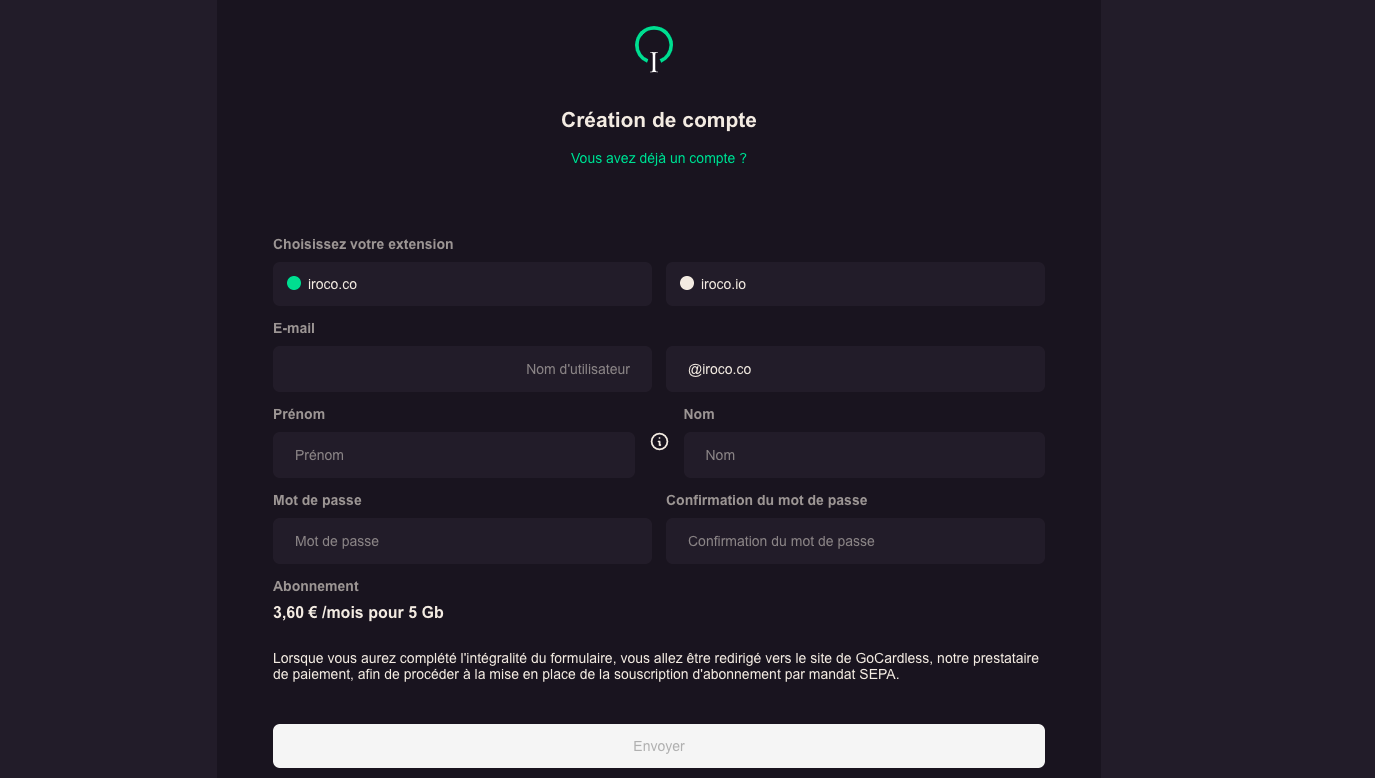 I
Création de compte
Vous avez déjà un compte ?
Choisissez votre extension
iroco.co
iroco.io
E-mail
Nom d'utilisateur
@iroco.co
Prénom
Nom
Prénom
Nom
Mot de passe
Confirmation du mot de passe
Mot de passe
Confirmation du mot de passe
Abonnement
3,60 € /mois pour 5 Gb
Lorsque vous aurez complété l'intégralité du formulaire, vous allez être redirigé vers le site de GoCardless, notre prestataire
de paiement, afin de procéder à la mise en place de la souscription d'abonnement par mandat SEPA.
Envoyer